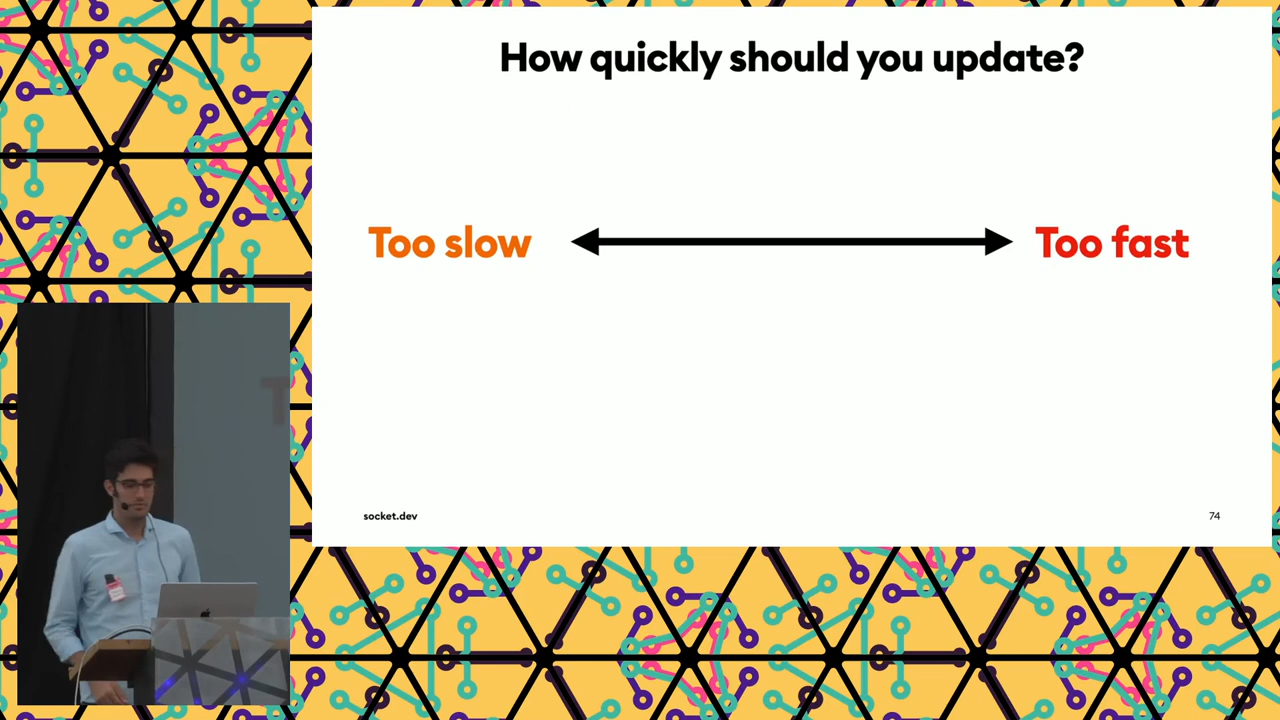 How quickly should you update?
Too slow
Too fast
socket.dev
74